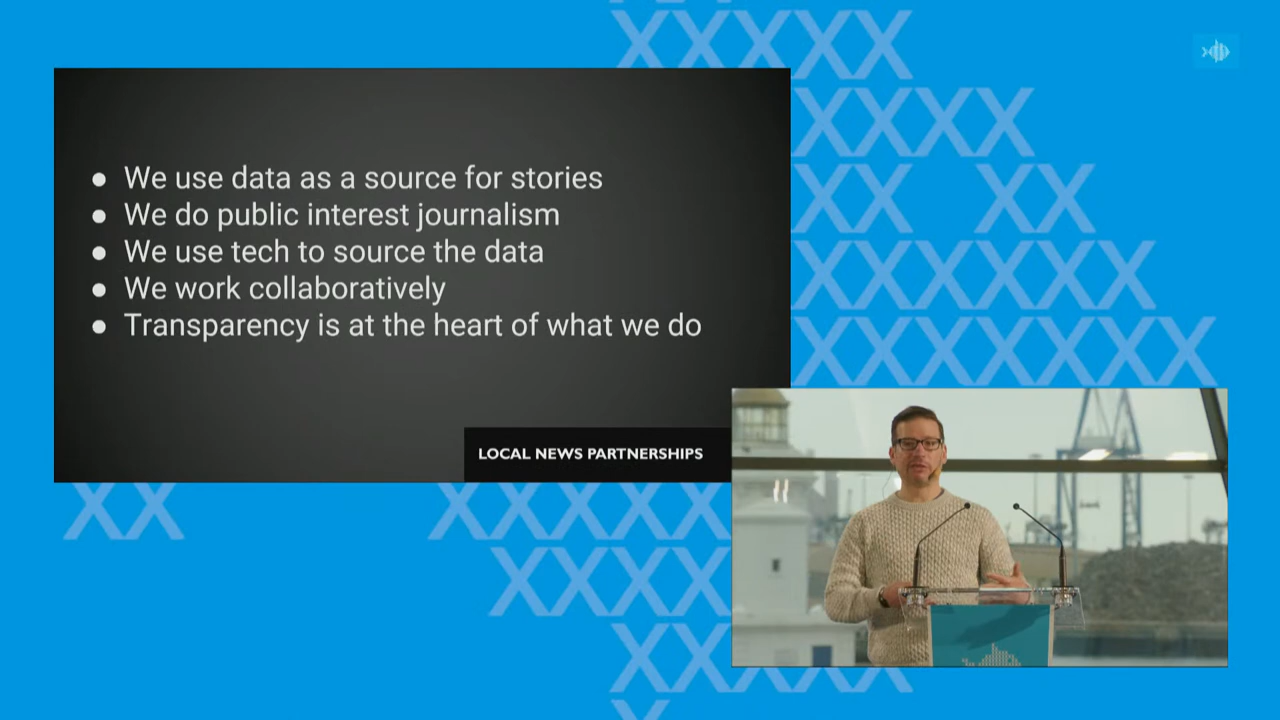 We use data as a source for stories
We do public interest journalism
We use tech to source the data
We work collaboratively
Transparency is at the heart of what we do
LOCAL NEWS PARTNERSHIPS